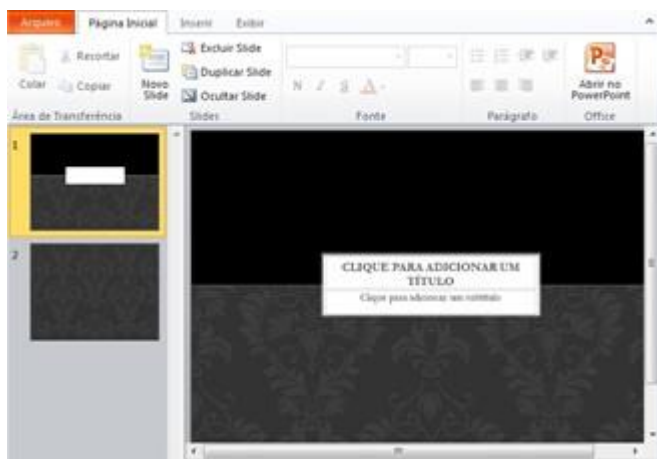 Arquivo Página Inicial Inserir Exibir
Recortar
Copiar
Colar
Novo Slide
Excluir Slide
Duplicar Slide
Ocultar Slide
N I S A
Abrir no PowerPoint
Área de Transferência Slides Fonte Parágrafo Office
1
2
CLIQUE PARA ADICIONAR UM
TÍTULO
Clique para adicionar um subtítulo